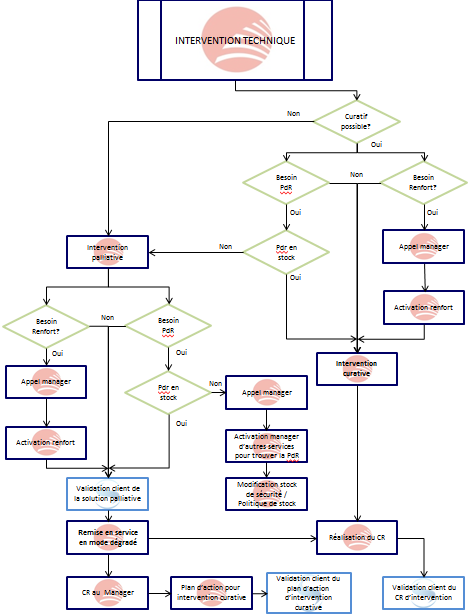 INTERVENTION TECHNIQUE
Non
Curatif
possible?
Oui
Besoin
PdR
Non
Besoin
Renfort?
Oui
Oui
Intervention
palliative
Non
Pdr en
stock
Appel manager
Oui
Activation renfort
Besoin
Renfort?
Non
Besoin
PdR
Oui
Oui
Intervention
curative
Appel manager
Pdr en
stock
Non
Appel manager
Oui
Activation renfort
Activation manager
d'autres services
pour trouver la PdR
Validation client de
la solution palliative
Modification stock
de sécurité /
Politique de stock
Remise en service
en mode dégradé
Réalisation du CR
CR au Manager
Plan d'action pour
intervention curative
Validation client du
plan d'action
d'intervention
curative
Validation client du
CR d'intervention